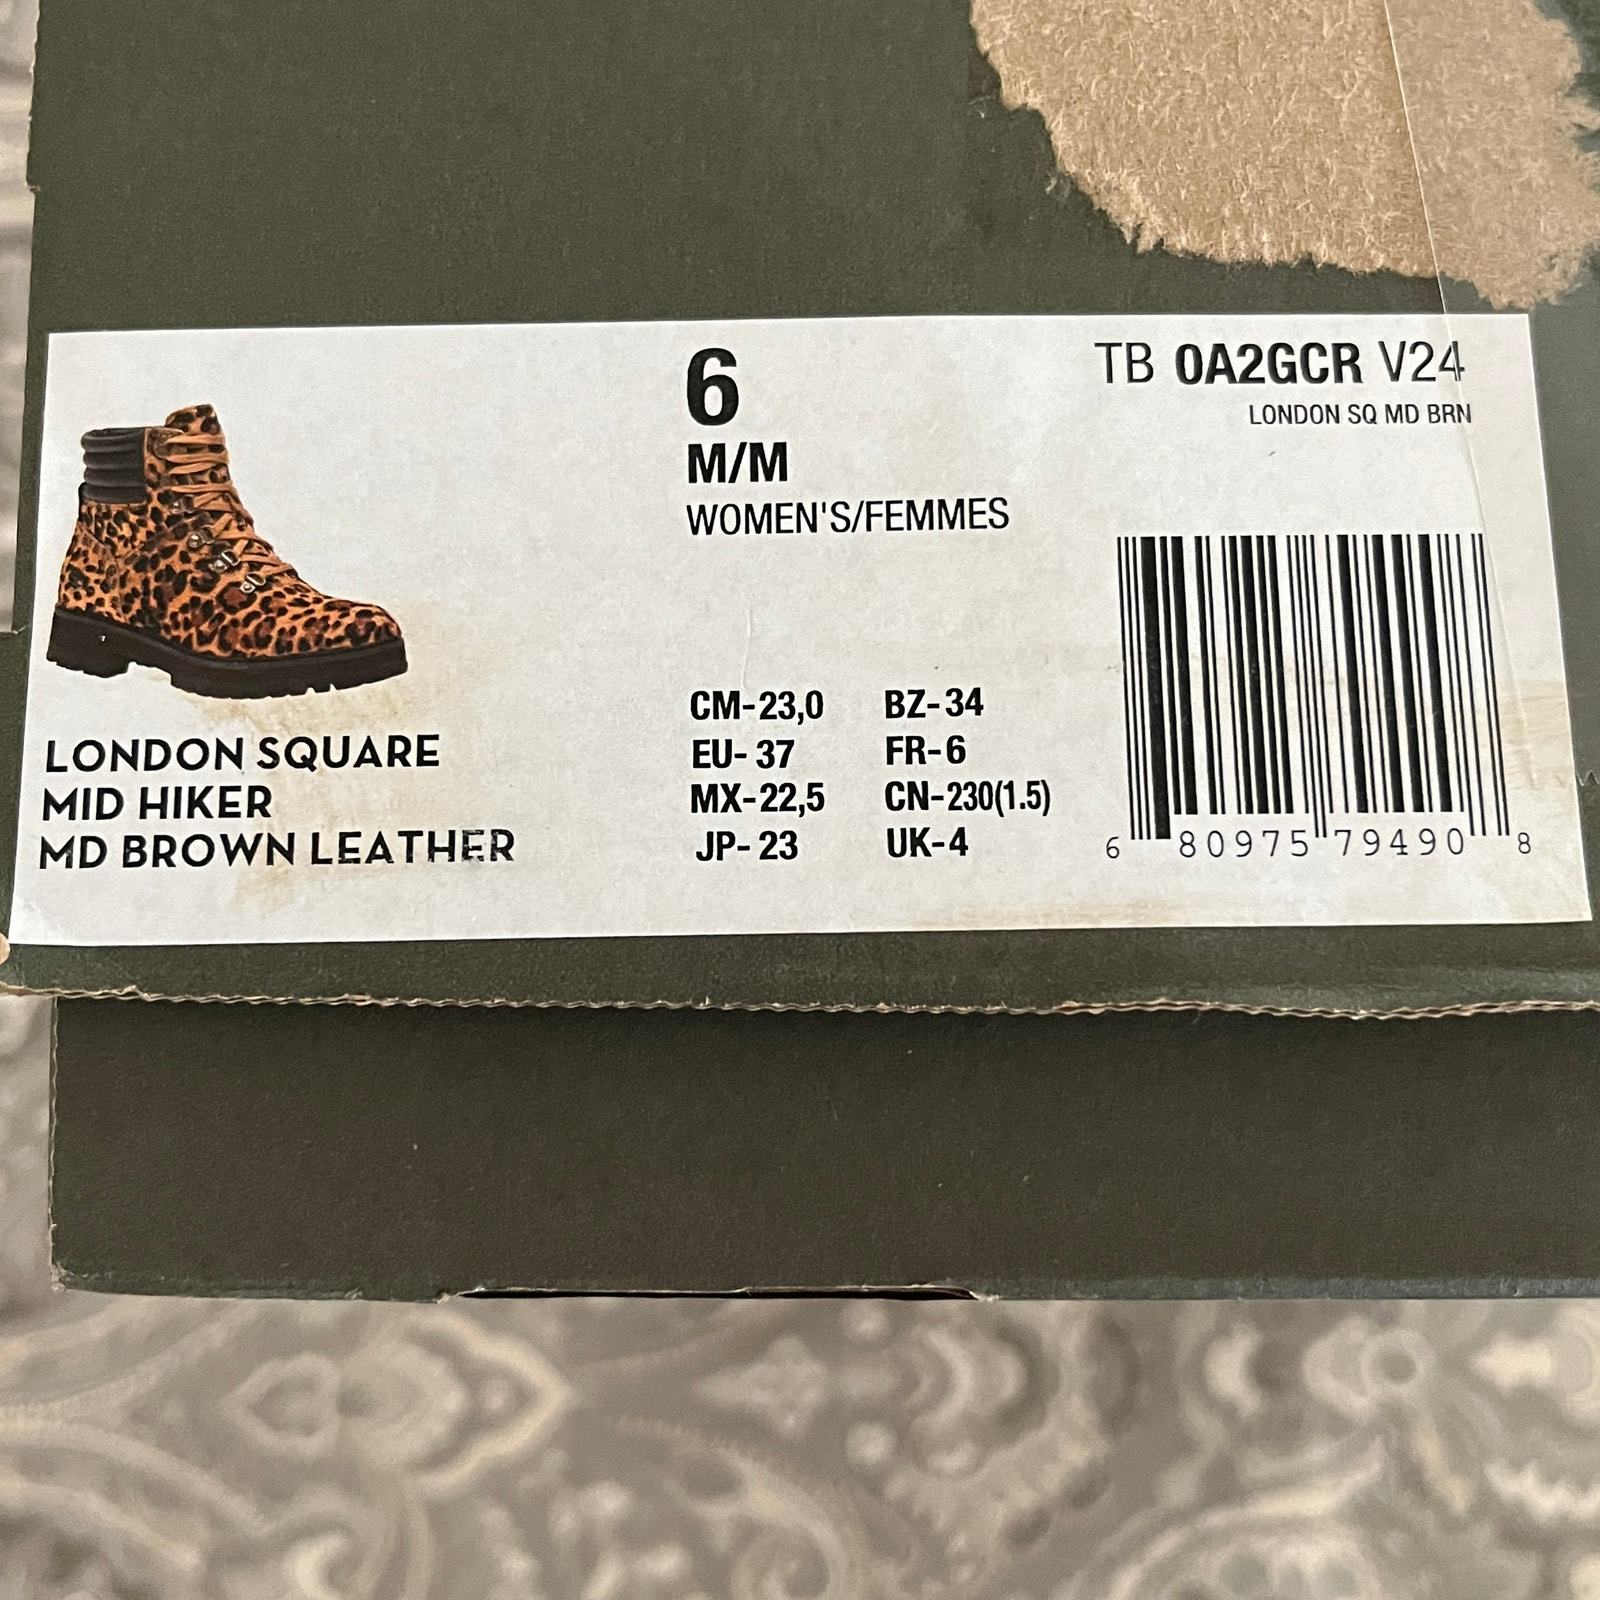 6
M/M
WOMEN'S/FEMMES
TB 0A2GCR V24
LONDON SQ MD BRN
LONDON SQUARE
MID HIKER
MD BROWN LEATHER
CM-23,0 BZ-34
EU- 37 FR-6
MX-22,5 CN-230(1.5)
JP- 23 UK-4
6 80975 79490 8